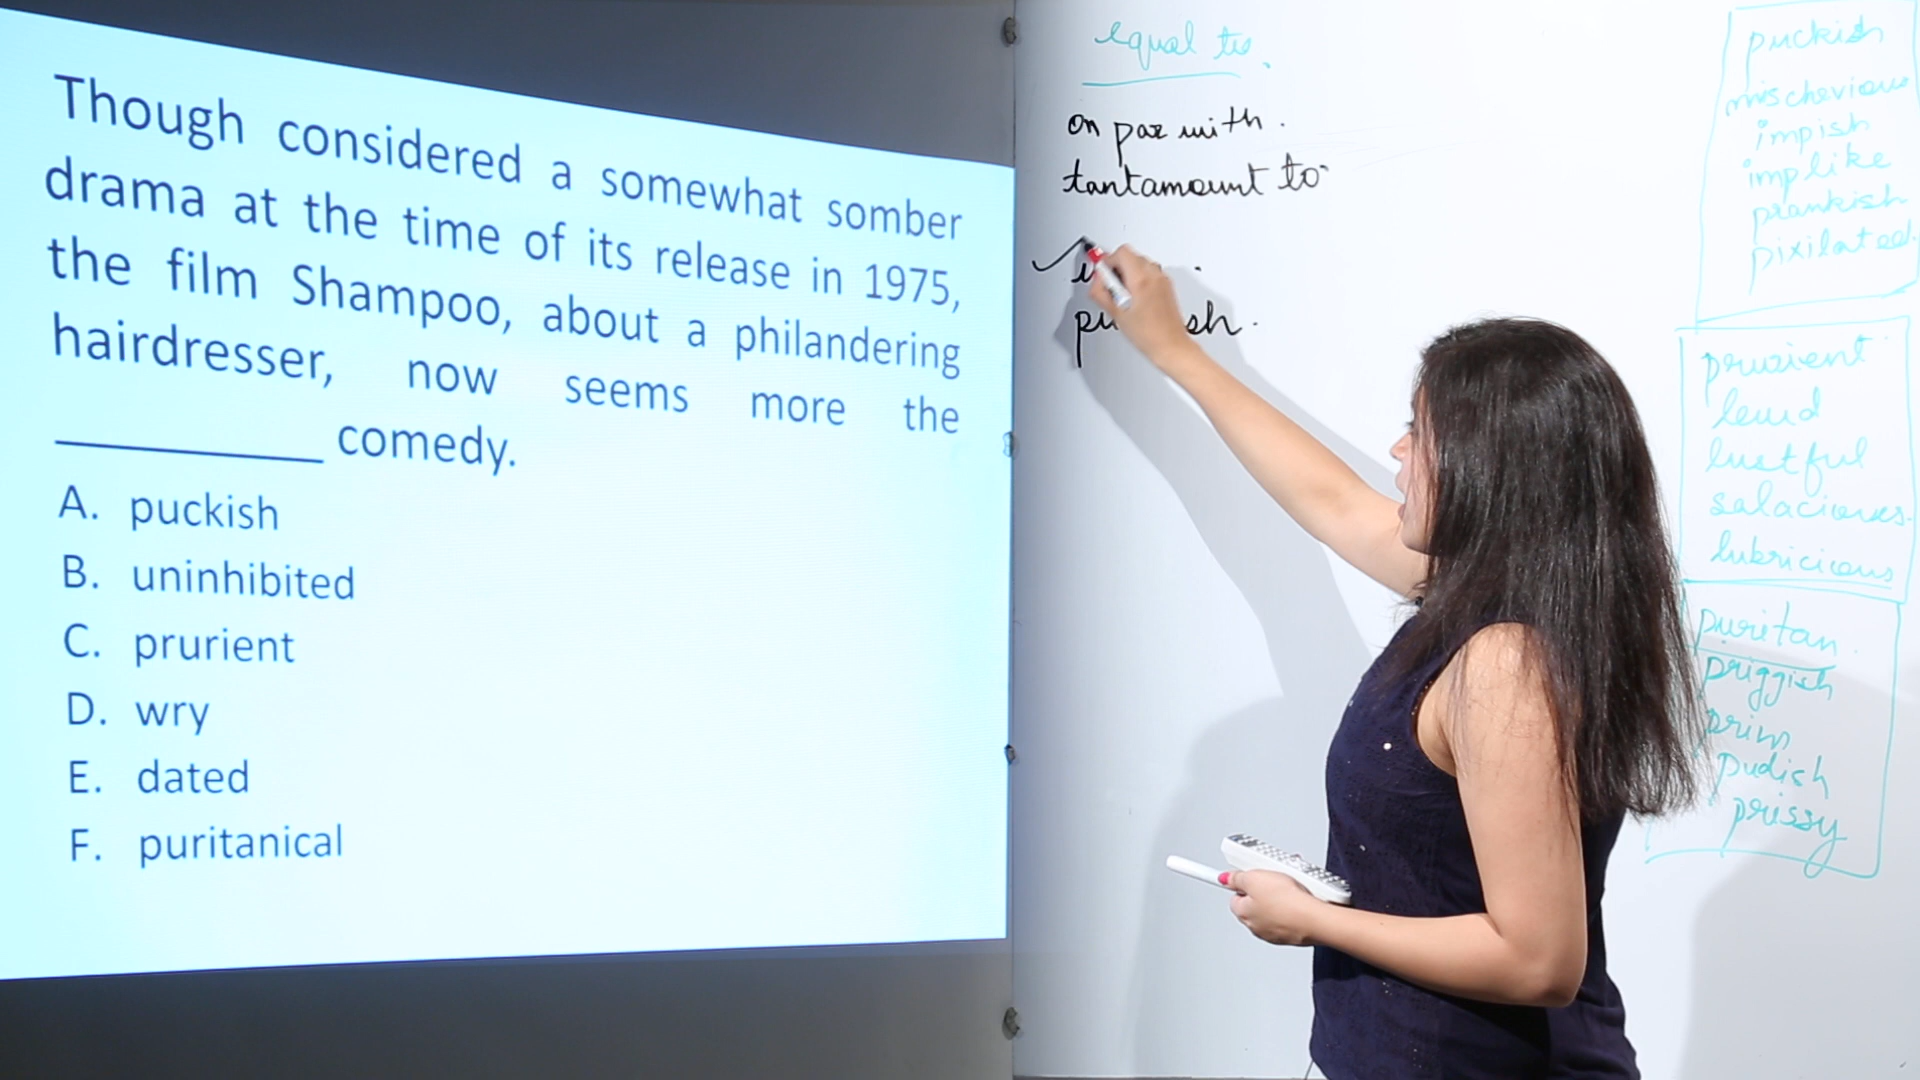 Though considered a somewhat somber
drama at the time of its release in 1975,
the film Shampoo, about a philandering
hairdresser, now seems more the
__________ comedy.
A. puckish
B. uninhibited
C. prurient
D. wry
E. dated
F. puritanical
equal to.
on par with.
tantamount to
puckish
mischevious
impish
implike
prankish
pixilated.
prurient
lewd
lustful
salacious.
lubricious
puritan
priggish
prim
pudish
prissy